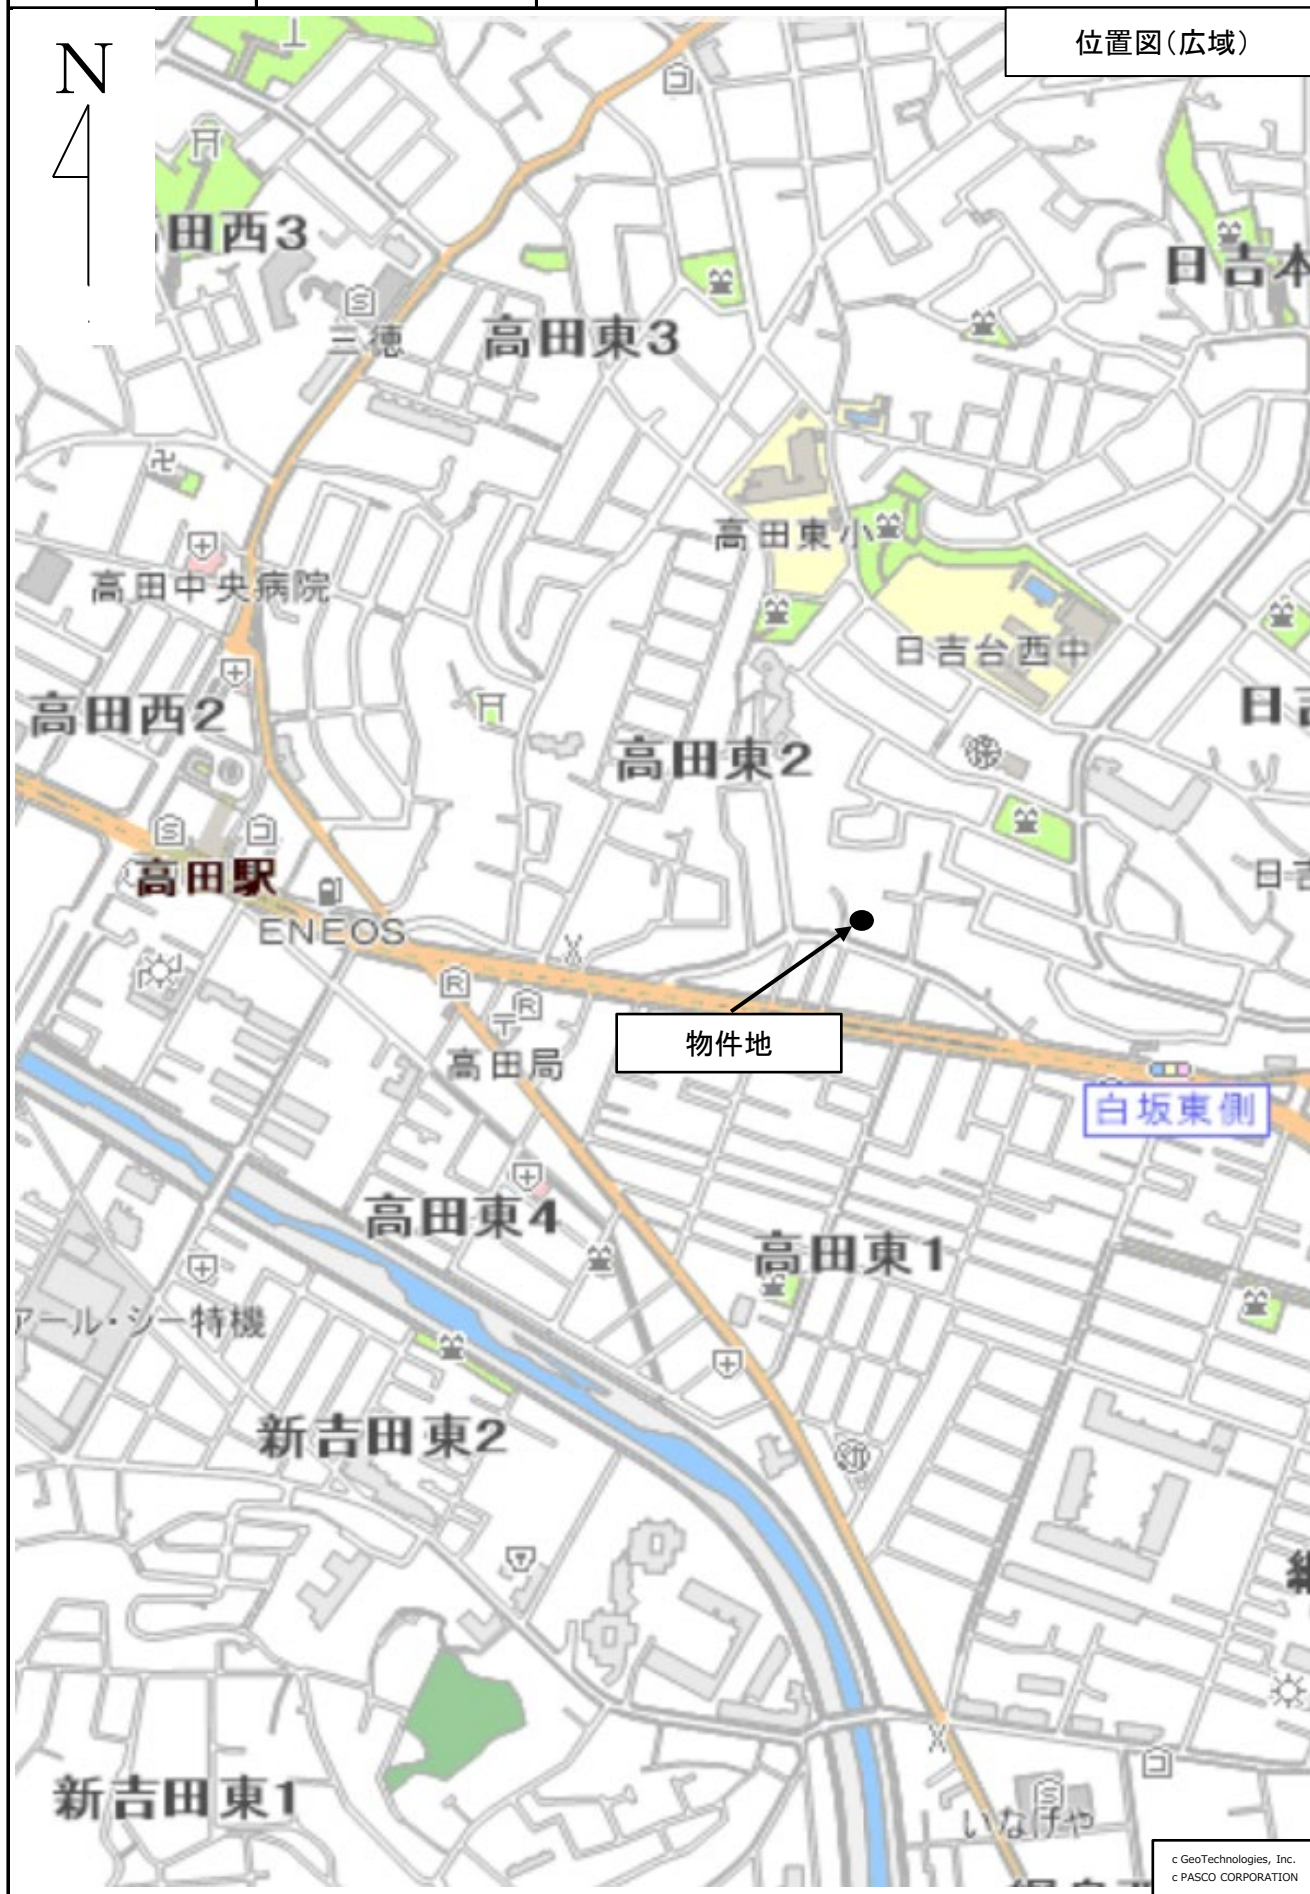 位置図(広域)
N
田西3
日吉本
三徳
高田東3
高田東小
高田中央病院
日吉台西中
高田西2
高田東2
高田駅
日吉
ENEOS
物件地
高田局
白坂東側
高田東4
高田東1
アール・シー特機
新吉田東2
新吉田東1
いなげや
c GeoTechnologies, Inc.
c PASCO CORPORATION